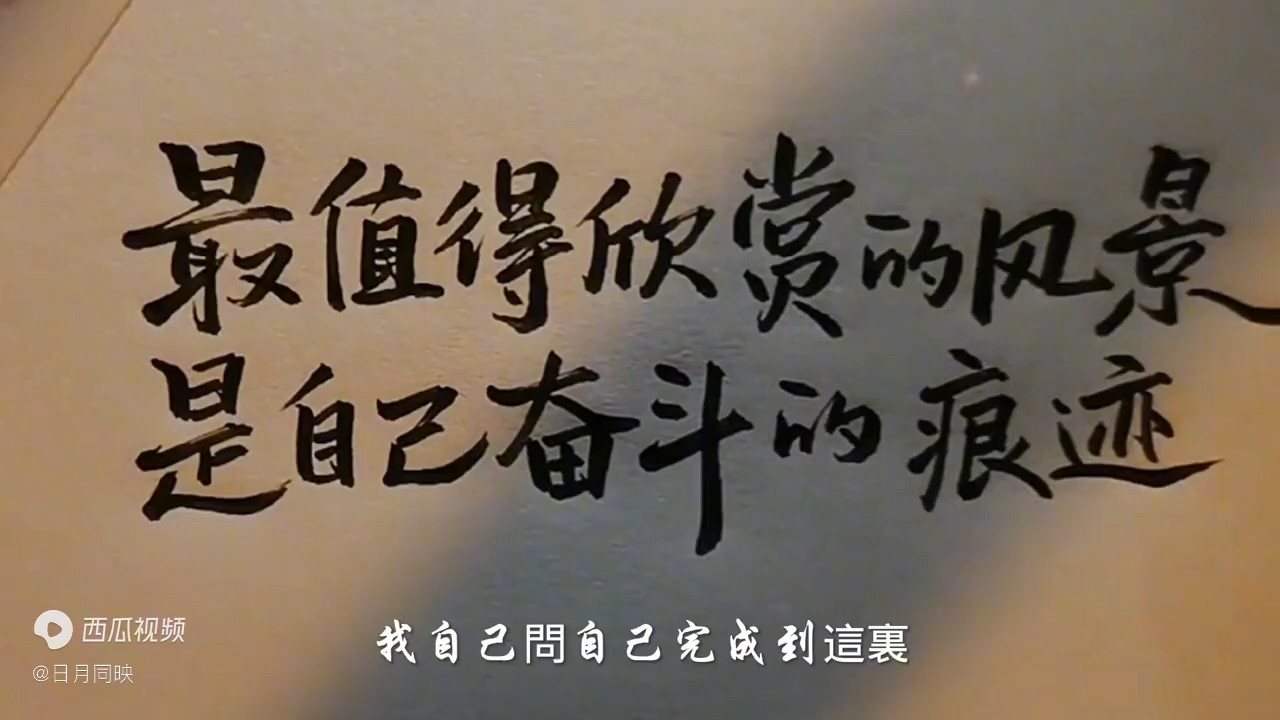 最值得欣赏的风景
是自己奋斗的痕迹
我自己問自己完成到這裏
西瓜视频
@日月同映